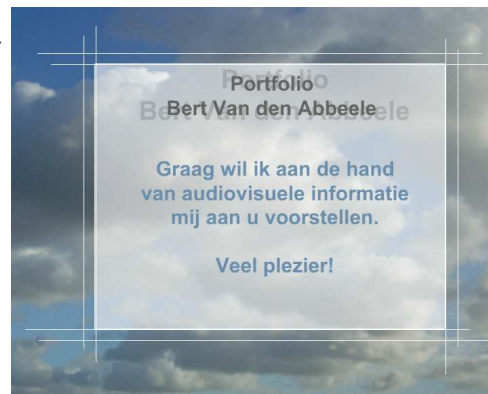 Portfolio
Bert Van den Abbeele
Graag wil ik aan de hand
van audiovisuele informatie
mij aan u voorstellen.
Veel plezier!